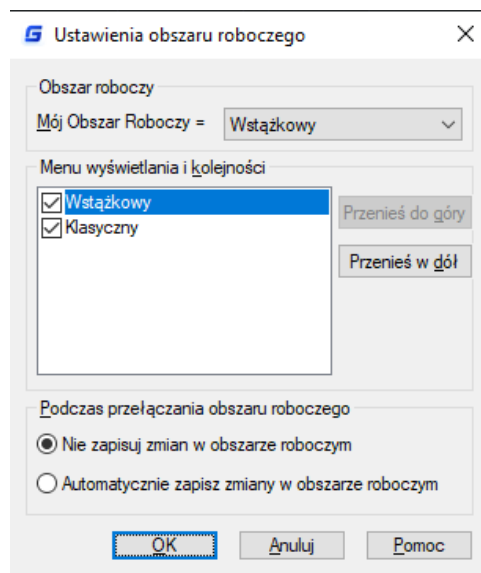 G Ustawienia obszaru roboczego
Obszar roboczy
Mój Obszar Roboczy = Wstążkowy
Menu wyświetlania i kolejności
Wstążkowy
Klasyczny
Przenieś do góry
Przenieś w dół
Podczas przełączania obszaru roboczego
Nie zapisuj zmian w obszarze roboczym
Automatycznie zapisz zmiany w obszarze roboczym
OK Anuluj Pomoc